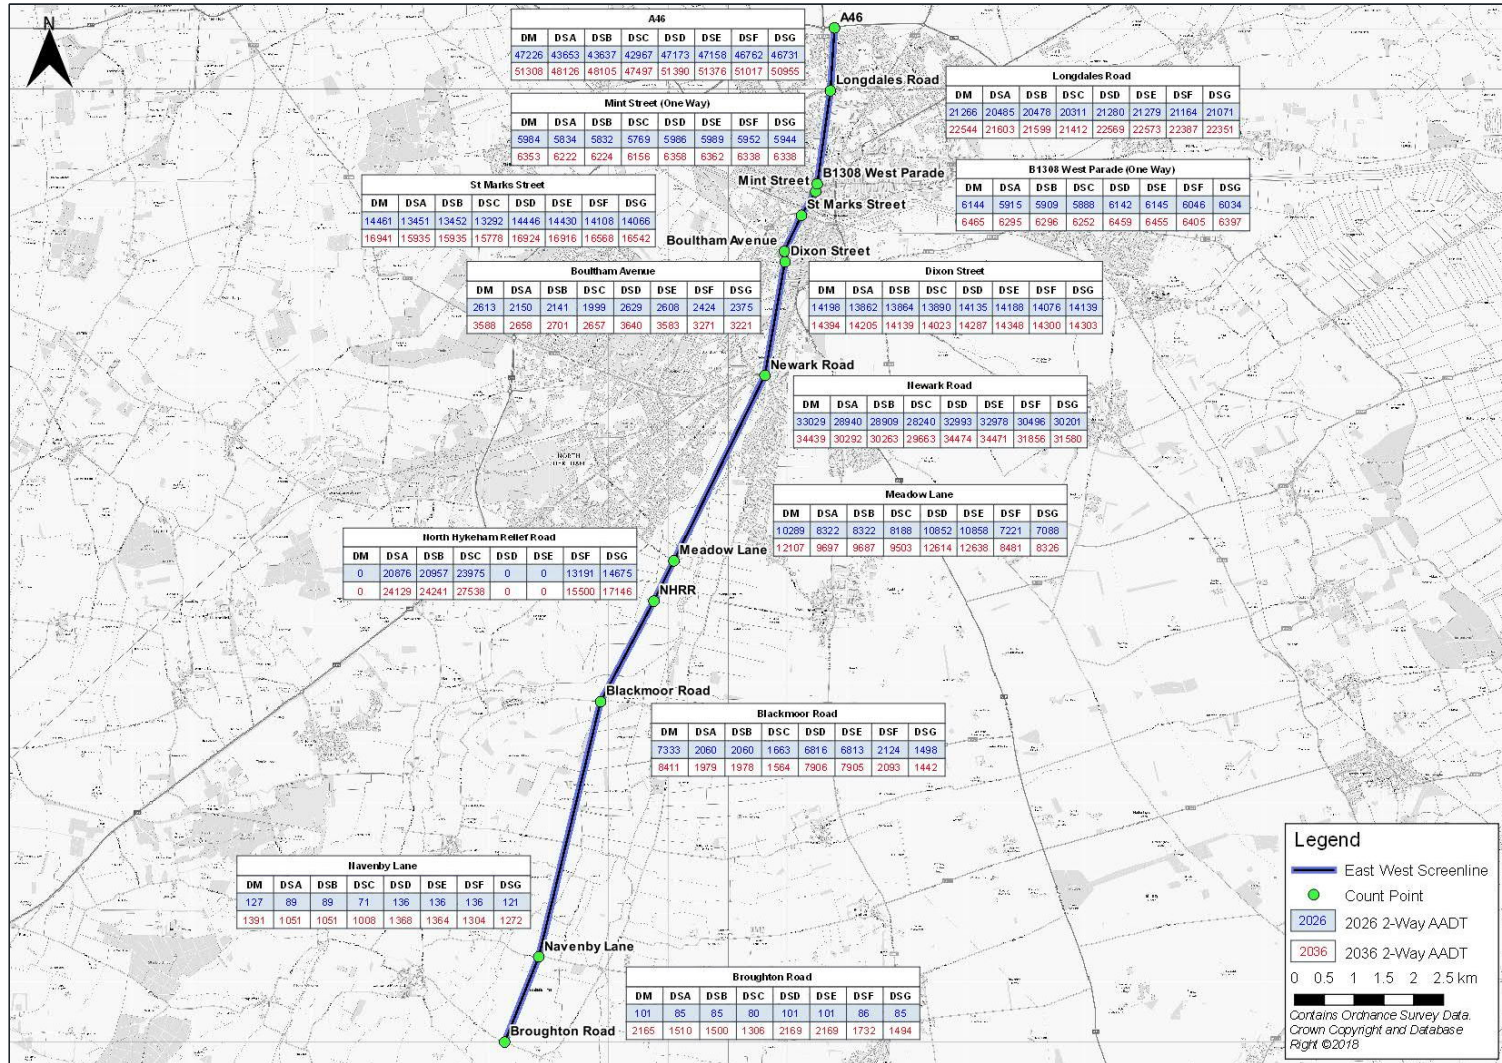 N
A46
A46
DM DSA DSB DSC DSD DSE DSF DSG
47226 43653 43637 42967 47173 47158 46762 46731
51308 48126 48105 47497 51390 51376 51017 50955
Longdales Road
Longdales Road
DM DSA DSB DSC DSD DSE DSF DSG
21266 20485 20478 20311 21280 21279 21164 21071
22544 21603 21599 21412 22569 22573 22387 22351
Mint Street (One Way)
DM DSA DSB DSC DSD DSE DSF DSG
5984 5834 5832 5769 5986 5989 5952 5944
6353 6222 6224 6156 6358 6362 6338 6338
B1308 West Parade
Mint Street
B1308 West Parade (One Way)
DM DSA DSB DSC DSD DSE DSF DSG
6144 5915 5909 5888 6142 6145 6046 6034
6465 6295 6296 6252 6459 6455 6405 6397
St Marks Street
DM DSA DSB DSC DSD DSE DSF DSG
14461 13451 13452 13292 14446 14430 14108 14066
16941 15935 15935 15778 16924 16916 16568 16542
St Marks Street
Boultham Avenue
Dixon Street
Boultham Avenue
DM DSA DSB DSC DSD DSE DSF DSG
2613 2150 2141 1999 2629 2608 2424 2375
3588 2658 2701 2657 3640 3583 3271 3221
Dixon Street
DM DSA DSB DSC DSD DSE DSF DSG
14198 13862 13864 13890 14135 14188 14076 14139
14394 14205 14139 14023 14287 14348 14300 14303
Newark Road
Newark Road
DM DSA DSB DSC DSD DSE DSF DSG
33029 28940 28909 28240 32993 32978 30496 30201
34439 30292 30263 29663 34474 34471 31856 31580
Meadow Lane
DM DSA DSB DSC DSD DSE DSF DSG
10289 8322 8322 8188 10852 10858 7221 7088
12107 9697 9687 9503 12614 12638 8481 8326
North Hykeham Relief Road
DM DSA DSB DSC DSD DSE DSF DSG
0 20876 20957 23975 0 0 13191 14675
0 24129 24241 27538 0 0 15500 17146
Meadow Lane
NHRR
Blackmoor Road
Blackmoor Road
DM DSA DSB DSC DSD DSE DSF DSG
7333 2060 2060 1663 6816 6813 2124 1498
8411 1979 1978 1564 7906 7905 2093 1442
Navenby Lane
DM DSA DSB DSC DSD DSE DSF DSG
127 89 89 71 136 136 136 121
1391 1051 1051 1008 1368 1364 1304 1272
Navenby Lane
Broughton Road
DM DSA DSB DSC DSD DSE DSF DSG
101 85 85 80 101 101 86 85
2165 1510 1500 1306 2169 2169 1732 1494
Broughton Road
Legend
East West Screenline
Count Point
2026 2026 2-Way AADT
2036 2036 2-Way AADT
0 0.5 1 1.5 2 2.5 km
Contains Ordnance Survey Data.
Crown Copyright and Database
Right ©2018